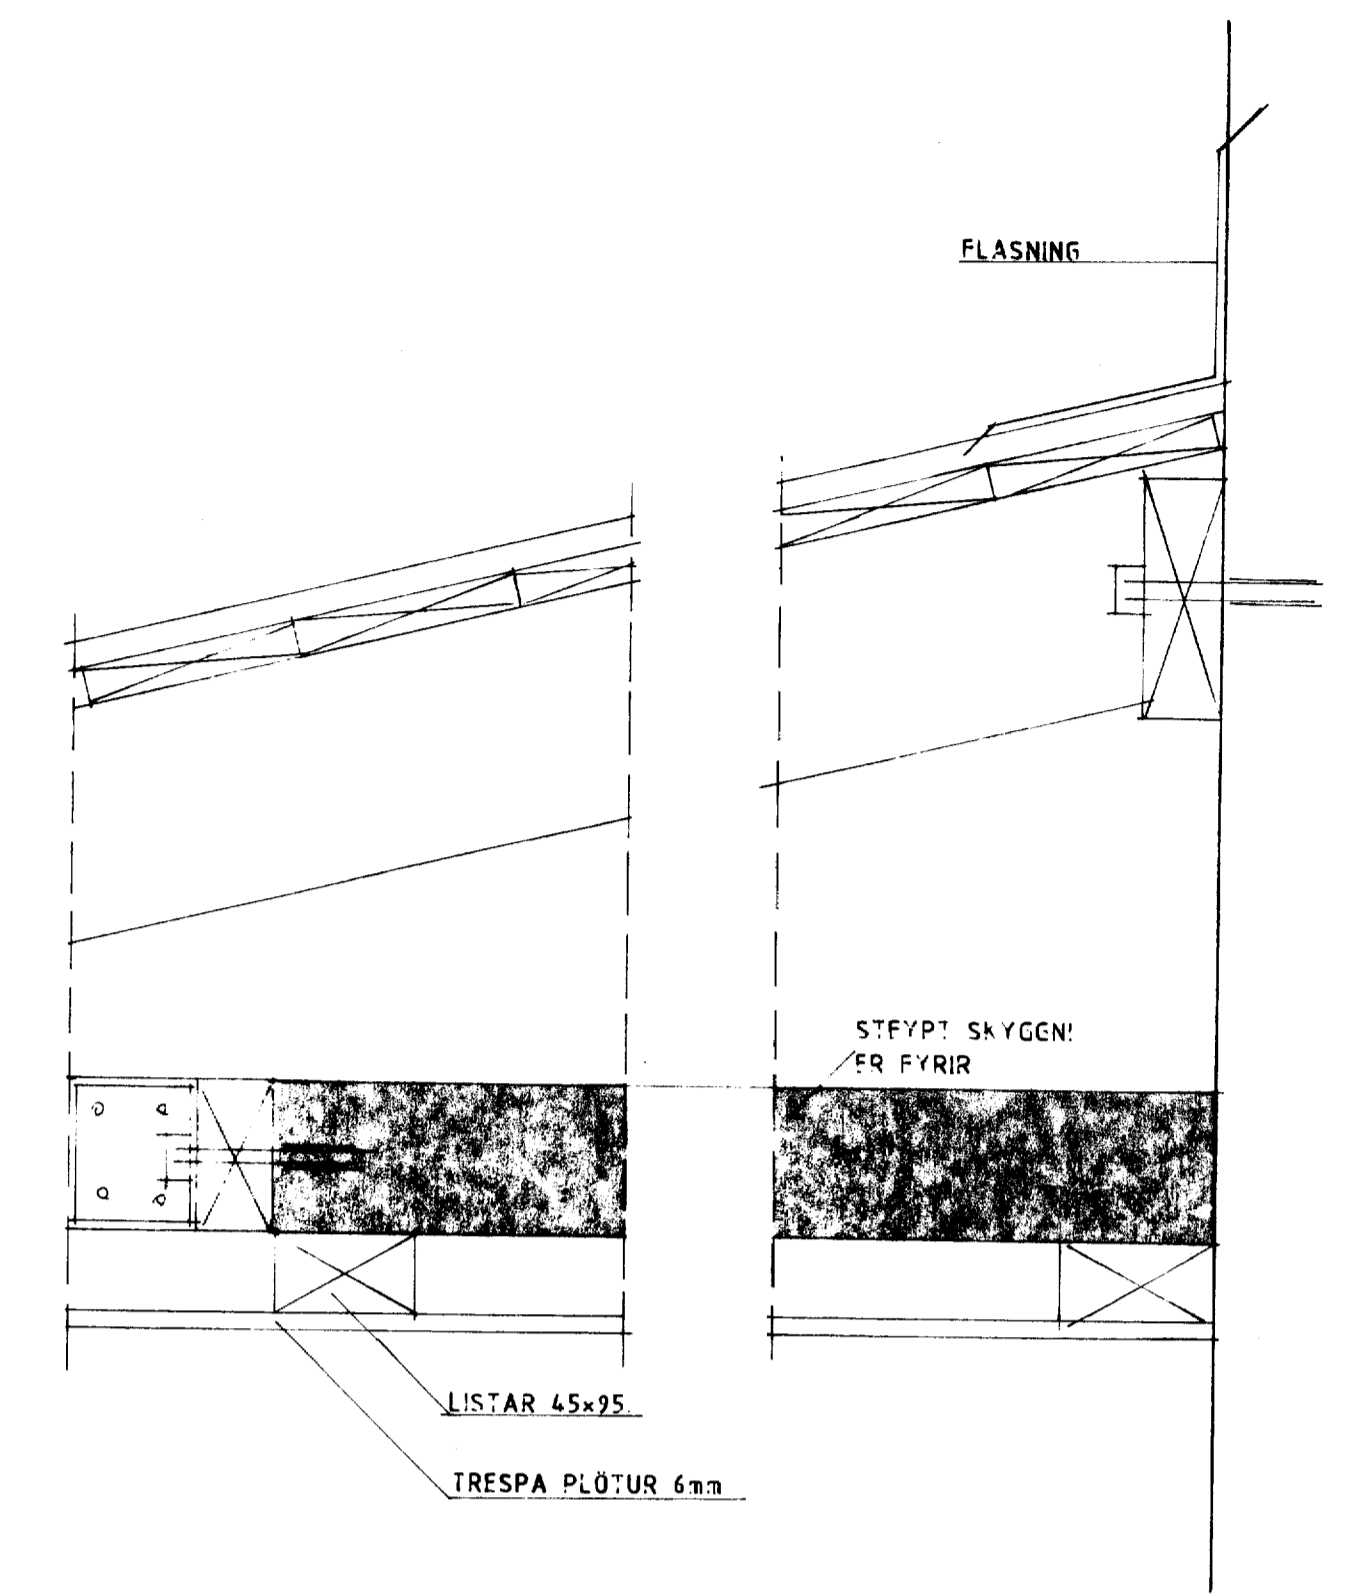 FLASNING
STEYPT SKYGGNI
ER FYRIR
LISTAR 45x95
TRESPA PLÖTUR 6mm